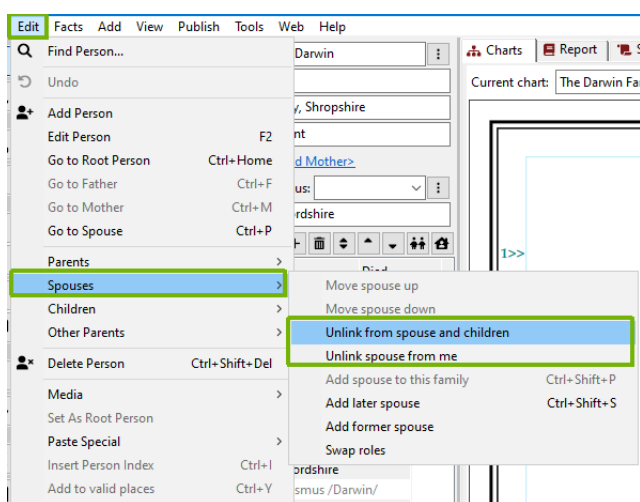 Edit Facts Add View Publish Tools Web Help
Find Person...
Darwin
Charts Report
Undo
Current chart: The Darwin Fa
Add Person
y, Shropshire
Edit Person F2
nt
Go to Root Person Ctrl+Home
d Mother>
Go to Father Ctrl+F
us:
Go to Mother Ctrl+M
rdshire
Go to Spouse Ctrl+P
1>>
Parents
Died
Spouses
Move spouse up
Children
Move spouse down
Other Parents
Unlink from spouse and children
Unlink spouse from me
Delete Person Ctrl+Shift+Del
Add spouse to this family Ctrl+Shift+P
Media
Add later spouse Ctrl+Shift+S
Set As Root Person
Add former spouse
Paste Special
Swap roles
Insert Person Index Ctrl+I
ordshire
Add to valid places Ctrl+Y
smus /Darwin/